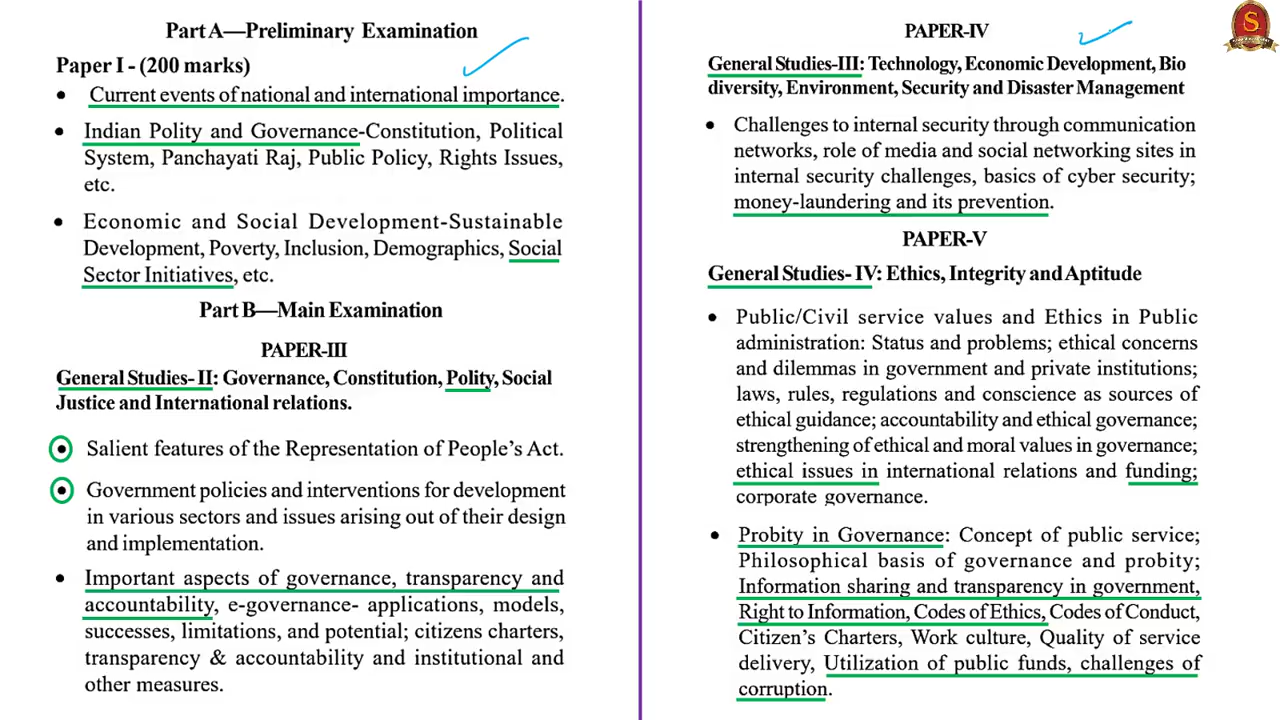 Part A—Preliminary Examination
Paper I - (200 marks)
• Current events of national and international importance.
• Indian Polity and Governance-Constitution, Political
System, Panchayati Raj, Public Policy, Rights Issues,
etc.
• Economic and Social Development-Sustainable
Development, Poverty, Inclusion, Demographics, Social
Sector Initiatives, etc.
Part B—Main Examination
PAPER-III
General Studies- II: Governance, Constitution, Polity, Social
Justice and International relations.
• Salient features of the Representation of People's Act.
• Government policies and interventions for development
in various sectors and issues arising out of their design
and implementation.
• Important aspects of governance, transparency and
accountability, e-governance- applications, models,
successes, limitations, and potential; citizens charters,
transparency & accountability and institutional and
other measures.
PAPER-IV
General Studies-III: Technology, Economic Development, Bio
diversity, Environment, Security and Disaster Management
• Challenges to internal security through communication
networks, role of media and social networking sites in
internal security challenges, basics of cyber security;
money-laundering and its prevention.
PAPER-V
General Studies- IV: Ethics, Integrity and Aptitude
• Public/Civil service values and Ethics in Public
administration: Status and problems; ethical concerns
and dilemmas in government and private institutions;
laws, rules, regulations and conscience as sources of
ethical guidance; accountability and ethical governance;
strengthening of ethical and moral values in governance;
ethical issues in international relations and funding;
corporate governance.
• Probity in Governance: Concept of public service;
Philosophical basis of governance and probity;
Information sharing and transparency in government,
Right to Information, Codes of Ethics, Codes of Conduct,
Citizen's Charters, Work culture, Quality of service
delivery, Utilization of public funds, challenges of
corruption.
S